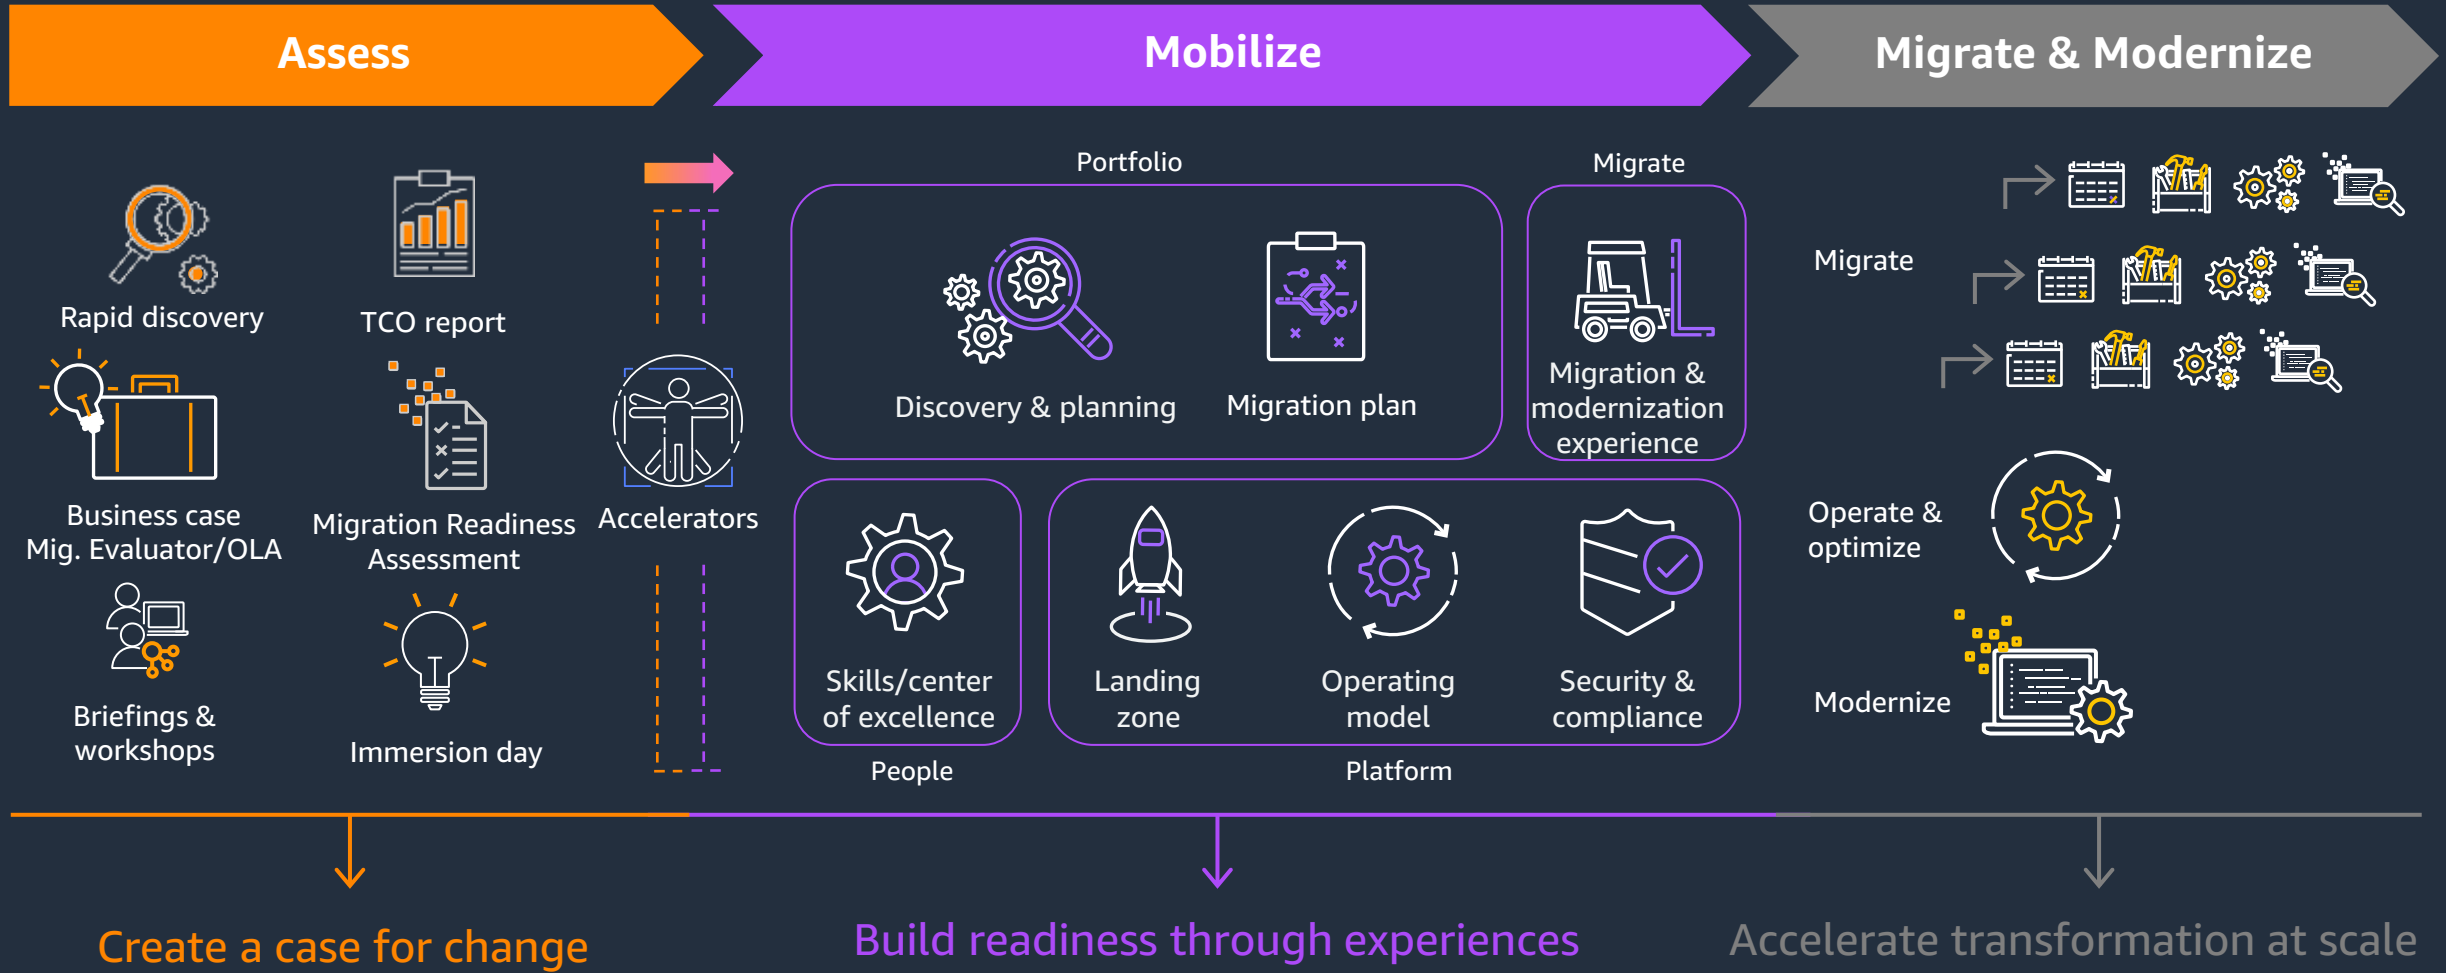 Assess
Mobilize
Migrate & Modernize
Rapid discovery
TCO report
Business case
Mig. Evaluator/OLA
Migration Readiness
Assessment
Briefings &
workshops
Immersion day
Accelerators
Portfolio
Discovery & planning
Migration plan
Migrate
Migration &
modernization
experience
Skills/center
of excellence
People
Landing
zone
Operating
model
Security &
compliance
Platform
Migrate
Operate &
optimize
Modernize
Create a case for change
Build readiness through experiences
Accelerate transformation at scale